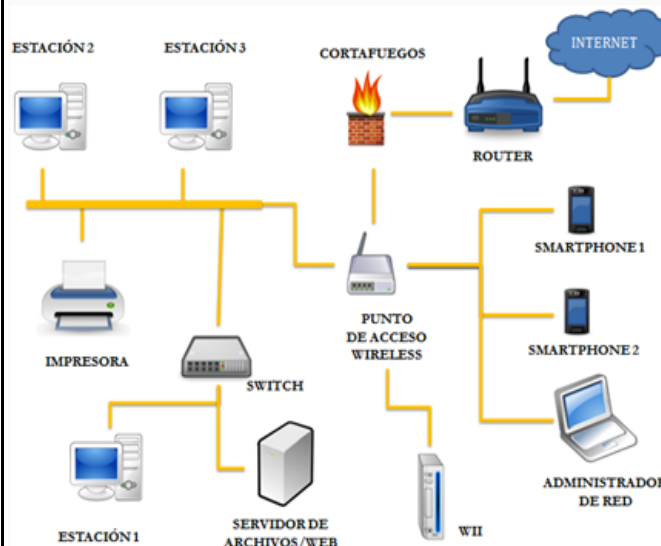 ESTACIÓN 2
ESTACIÓN 3
CORTAFUEGOS
INTERNET
ROUTER
SMARTPHONE 1
PUNTO
DE ACCESO
WIRELESS
SMARTPHONE 2
IMPRESORA
SWITCH
ADMINISTRADOR
DE RED
ESTACIÓN 1
SERVIDOR DE
ARCHIVOS/WEB
WII